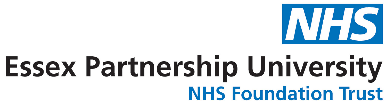 NHS
Essex Partnership University
NHS Foundation Trust